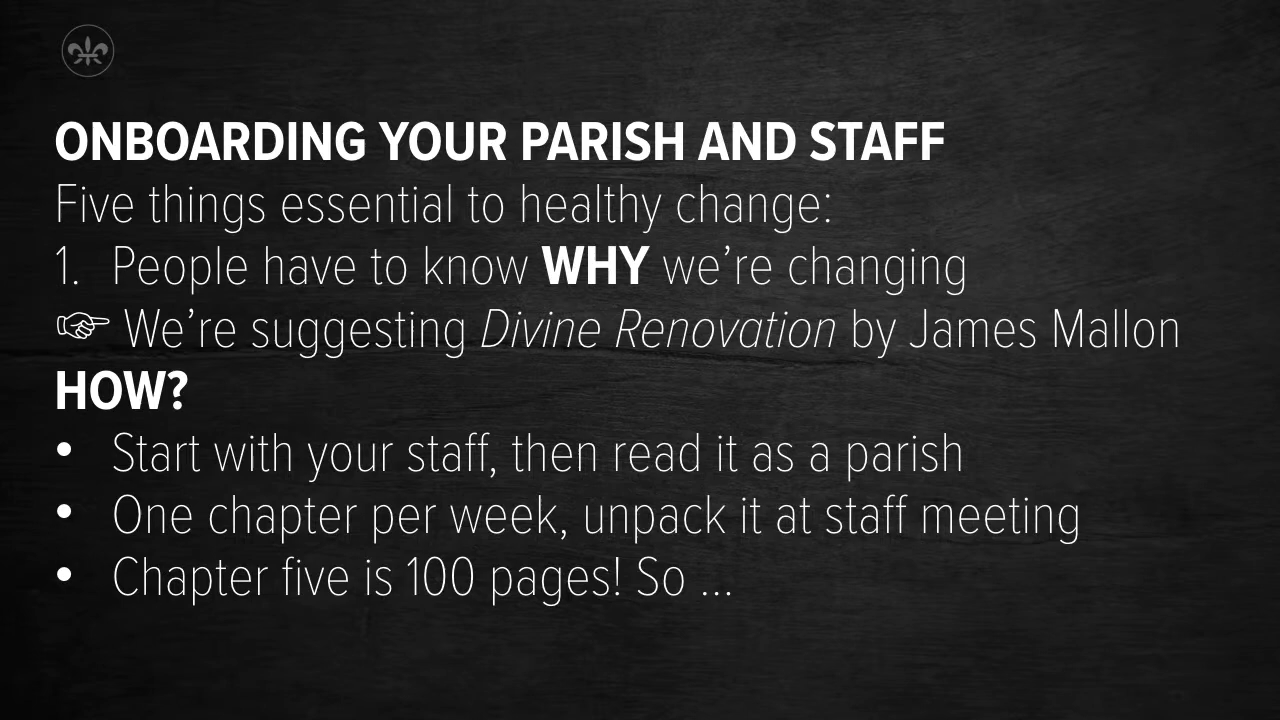 ONBOARDING YOUR PARISH AND STAFF
Five things essential to healthy change:
1. People have to know WHY we’re changing
☞ We’re suggesting Divine Renovation by James Mallon
HOW?
• Start with your staff, then read it as a parish
• One chapter per week, unpack it at staff meeting
• Chapter five is 100 pages! So ...